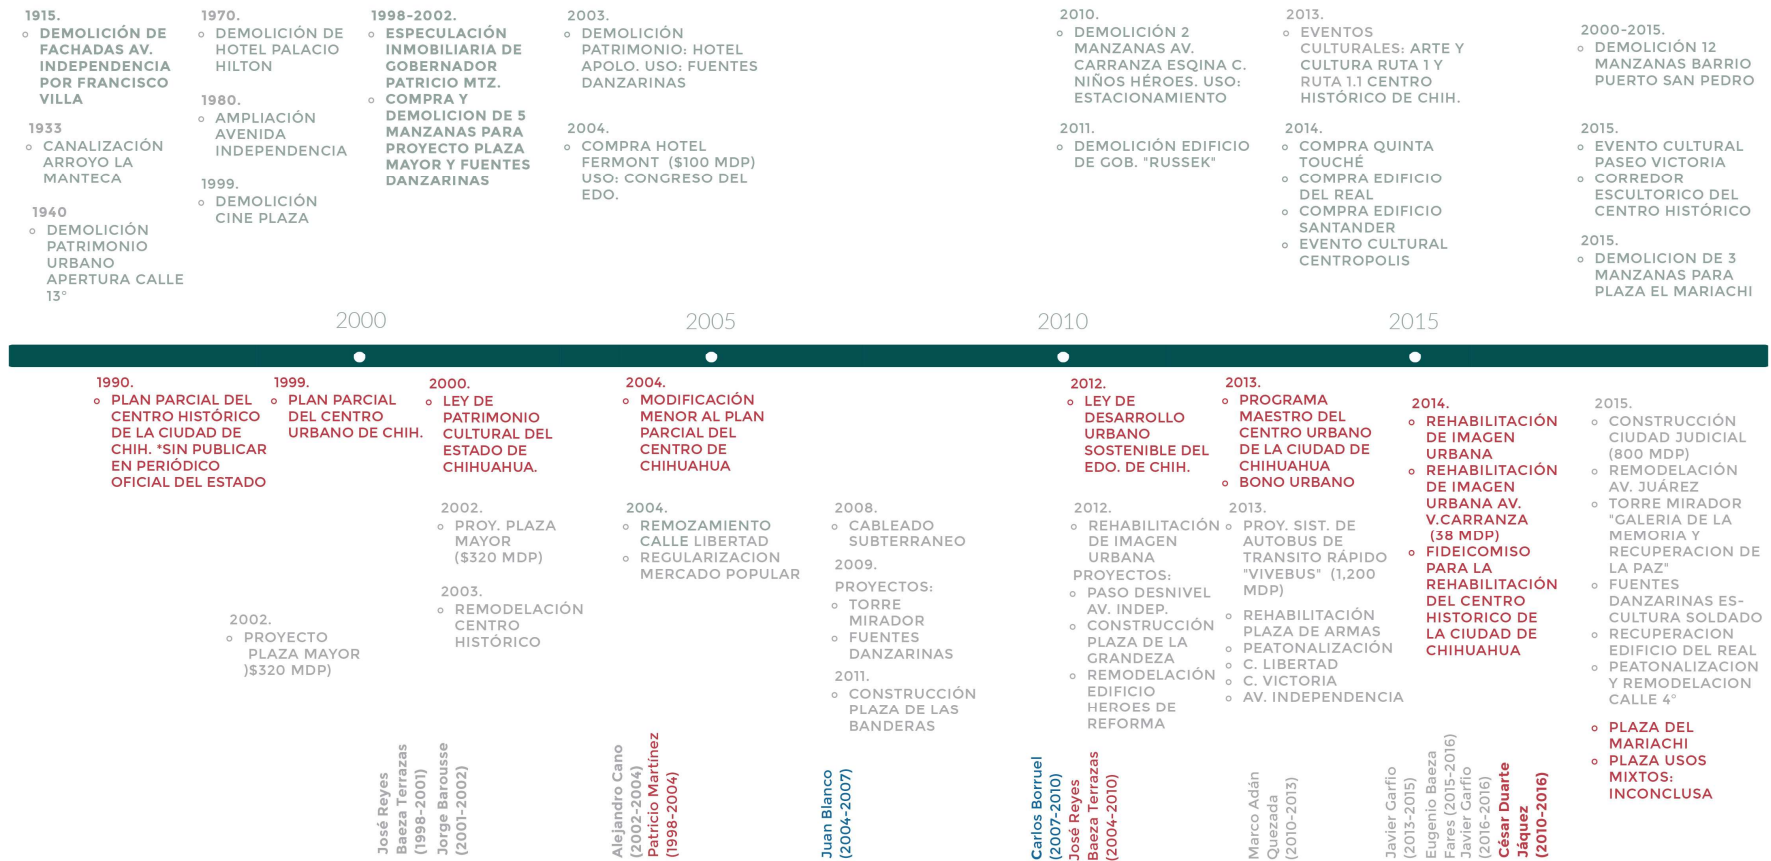 1915.
DEMOLICIÓN DE
FACHADAS AV.
INDEPENDENCIA
POR FRANCISCO
VILLA
1933
CANALIZACIÓN
ARROYO LA
MANTECA
1940
DEMOLICIÓN
PATRIMONIO
URBANO
APERTURA CALLE
13°
1970.
DEMOLICIÓN DE
HOTEL PALACIO
HILTON
1980.
AMPLIACIÓN
AVENIDA
INDEPENDENCIA
1999.
DEMOLICIÓN
CINE PLAZA
1998-2002.
ESPECULACIÓN
INMOBILIARIA DE
GOBERNADOR
PATRICIO MTZ.
COMPRA Y
DEMOLICION DE 5
MANZANAS PARA
PROYECTO PLAZA
MAYOR Y FUENTES
DANZARINAS
2003.
DEMOLICIÓN
PATRIMONIO: HOTEL
APOLO. USO: FUENTES
DANZARINAS
2004.
COMPRA HOTEL
FERMONT ($100 MDP)
USO: CONGRESO DEL
EDO.
2010.
DEMOLICIÓN 2
MANZANAS AV.
CARRANZA ESQINA C.
NIÑOS HÉROES. USO:
ESTACIONAMIENTO
2011.
DEMOLICIÓN EDIFICIO
DE GOB. "RUSSEK"
2013.
EVENTOS
CULTURALES: ARTE Y
CULTURA RUTA 1 Y
RUTA 1.1 CENTRO
HISTÓRICO DE CHIH.
2014.
COMPRA QUINTA
TOUCHÉ
COMPRA EDIFICIO
DEL REAL
COMPRA EDIFICIO
SANTANDER
EVENTO CULTURAL
CENTROPOLIS
2000-2015.
DEMOLICIÓN 12
MANZANAS BARRIO
PUERTO SAN PEDRO
2015.
EVENTO CULTURAL
PASEO VICTORIA
CORREDOR
ESCULTORICO DEL
CENTRO HISTÓRICO
2015.
DEMOLICION DE 3
MANZANAS PARA
PLAZA EL MARIACHI
2000
2005
2010
2015
1990.
PLAN PARCIAL DEL
CENTRO HISTÓRICO
DE LA CIUDAD DE
CHIH. *SIN PUBLICAR
EN PERIÓDICO
OFICIAL DEL ESTADO
1999.
PLAN PARCIAL
DEL CENTRO
URBANO DE CHIH.
2000.
LEY DE
PATRIMONIO
CULTURAL DEL
ESTADO DE
CHIHUAHUA.
2004.
MODIFICACIÓN
MENOR AL PLAN
PARCIAL DEL
CENTRO DE
CHIHUAHUA
2002.
PROYECTO
PLAZA MAYOR
)$320 MDP)
2002.
PROY. PLAZA
MAYOR
($320 MDP)
2003.
REMODELACIÓN
CENTRO
HISTÓRICO
2004.
REMOZAMIENTO
CALLE LIBERTAD
REGULARIZACION
MERCADO POPULAR
2008.
CABLEADO
SUBTERRANEO
2009.
PROYECTOS:
TORRE
MIRADOR
FUENTES
DANZARINAS
2011.
CONSTRUCCIÓN
PLAZA DE LAS
BANDERAS
2012.
LEY DE
DESARROLLO
URBANO
SOSTENIBLE DEL
EDO. DE CHIH.
2012.
REHABILITACIÓN
DE IMAGEN
URBANA
PROYECTOS:
PASO DESNIVEL
AV. INDEP.
CONSTRUCCIÓN
PLAZA DE LA
GRANDEZA
REMODELACIÓN
EDIFICIO
HEROES DE
REFORMA
2013.
PROGRAMA
MAESTRO DEL
CENTRO URBANO
DE LA CIUDAD DE
CHIHUAHUA
BONO URBANO
2013.
PROY. SIST. DE
AUTOBUS DE
TRANSITO RÁPIDO
"VIVEBUS" (1,200
MDP)
REHABILITACIÓN
PLAZA DE ARMAS
PEATONALIZACIÓN
C. LIBERTAD
C. VICTORIA
AV. INDEPENDENCIA
2014.
REHABILITACIÓN
DE IMAGEN
URBANA
REHABILITACIÓN
DE IMAGEN
URBANA AV.
V.CARRANZA
(38 MDP)
FIDEICOMISO
PARA LA
REHABILITACIÓN
DEL CENTRO
HISTORICO DE
LA CIUDAD DE
CHIHUAHUA
2015.
CONSTRUCCIÓN
CIUDAD JUDICIAL
(800 MDP)
REMODELACIÓN
AV. JUÁREZ
TORRE MIRADOR
"GALERIA DE LA
MEMORIA Y
RECUPERACION DE
LA PAZ"
FUENTES
DANZARINAS ES-
CULTURA SOLDADO
RECUPERACION
EDIFICIO DEL REAL
PEATONALIZACION
Y REMODELACION
CALLE 4°
PLAZA DEL
MARIACHI
PLAZA USOS
MIXTOS:
INCONCLUSA
José Reyes
Baeza Terrazas
(1998-2001)
Jorge Barousse
(2001-2002)
Alejandro Cano
(2002-2004)
Patricio Martínez
(1998-2004)
Juan Blanco
(2004-2007)
Carlos Borruel
(2007-2010)
José Reyes
Baeza Terrazas
(2004-2010)
Marco Adán
Quezada
(2010-2013)
Javier Garfio
(2013-2015)
Eugenio Baeza
Fares (2015-2016)
Javier Garfio
(2016-2016)
César Duarte
Jáquez
(2010-2016)